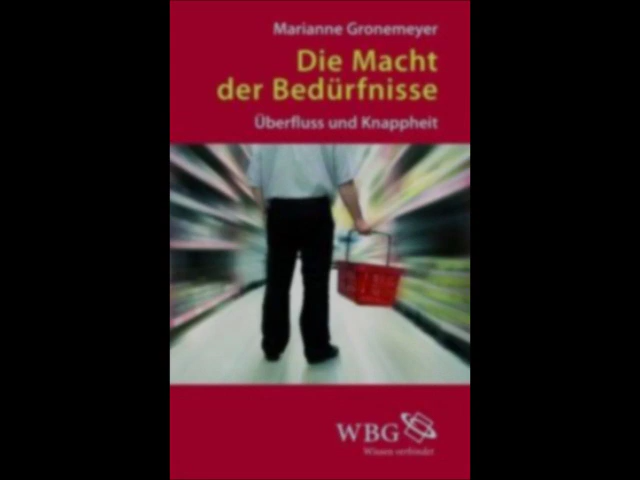 Marianne Gronemeyer
Die Macht
der Bedürfnisse
Überfluss und Knappheit
WBG
Wissen verbindet